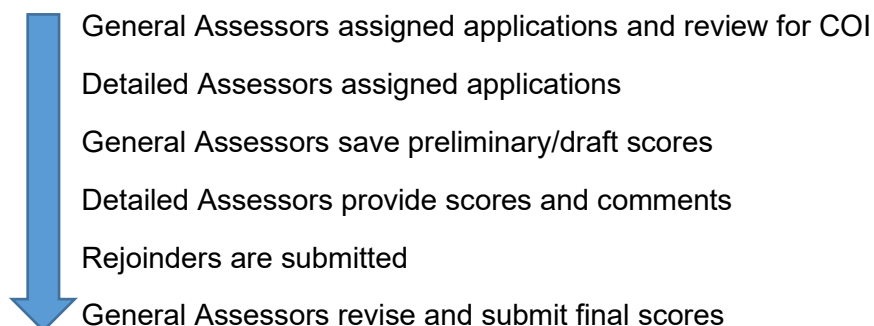 General Assessors assigned applications and review for COI
Detailed Assessors assigned applications
General Assessors save preliminary/draft scores
Detailed Assessors provide scores and comments
Rejoinders are submitted
General Assessors revise and submit final scores